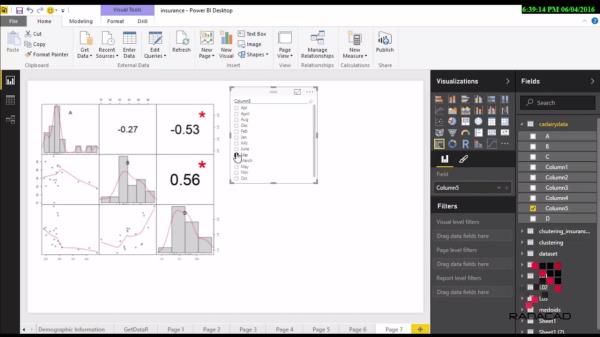 Visual Tools
insurance - Power BI Desktop
6:39:14 PM 06/04/2016
File
Home
Modeling
Format
Data / Drill
Paste
Cut
Copy
Format Painter
Clipboard
Get Data
Recent Sources
Enter Data
Edit Queries
External Data
New Page
New Visual
Text Box
Image
Shapes
Insert
Page View
View
Manage Relationships
Relationships
New Measure
Calculations
Publish
Share
A
-0.27
-0.53
*
B
0.56
*
D
Column5
Apr
April
Aug
Dec
Feb
Jan
June
Mar
March
May
Nov
Oct
Visualizations
Field
Column5
Filters
Visual level filters
Drag data fields here
Page level filters
Drag data fields here
Report level filters
Drag data fields here
Fields
Search
cadairydata
A
B
C
Column1
Column2
Column3
Column4
Column5
D
clustering
dataset
L02
medoids
Sheet1
Sheet1 (2)
RADACAD
Demographic Information
GetDataR
Page 1
Page 2
Page 3
Page 4
Page 5
Page 6
Page 7